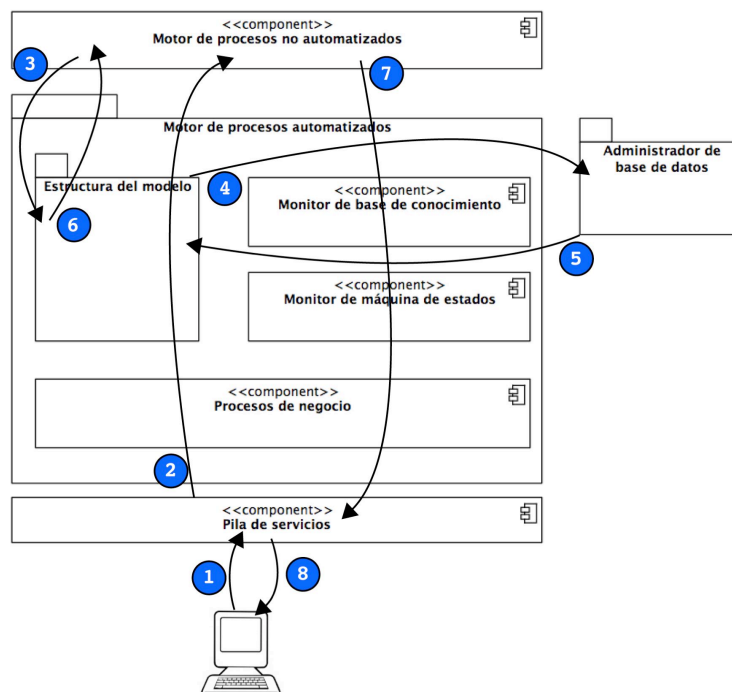 <<component>>
Motor de procesos no automatizados
3
7
Motor de procesos automatizados
Administrador de
base de datos
Estructura del modelo
4
<<component>>
Monitor de base de conocimiento
6
5
<<component>>
Monitor de máquina de estados
<<component>>
Procesos de negocio
2
<<component>>
Pila de servicios
1
8